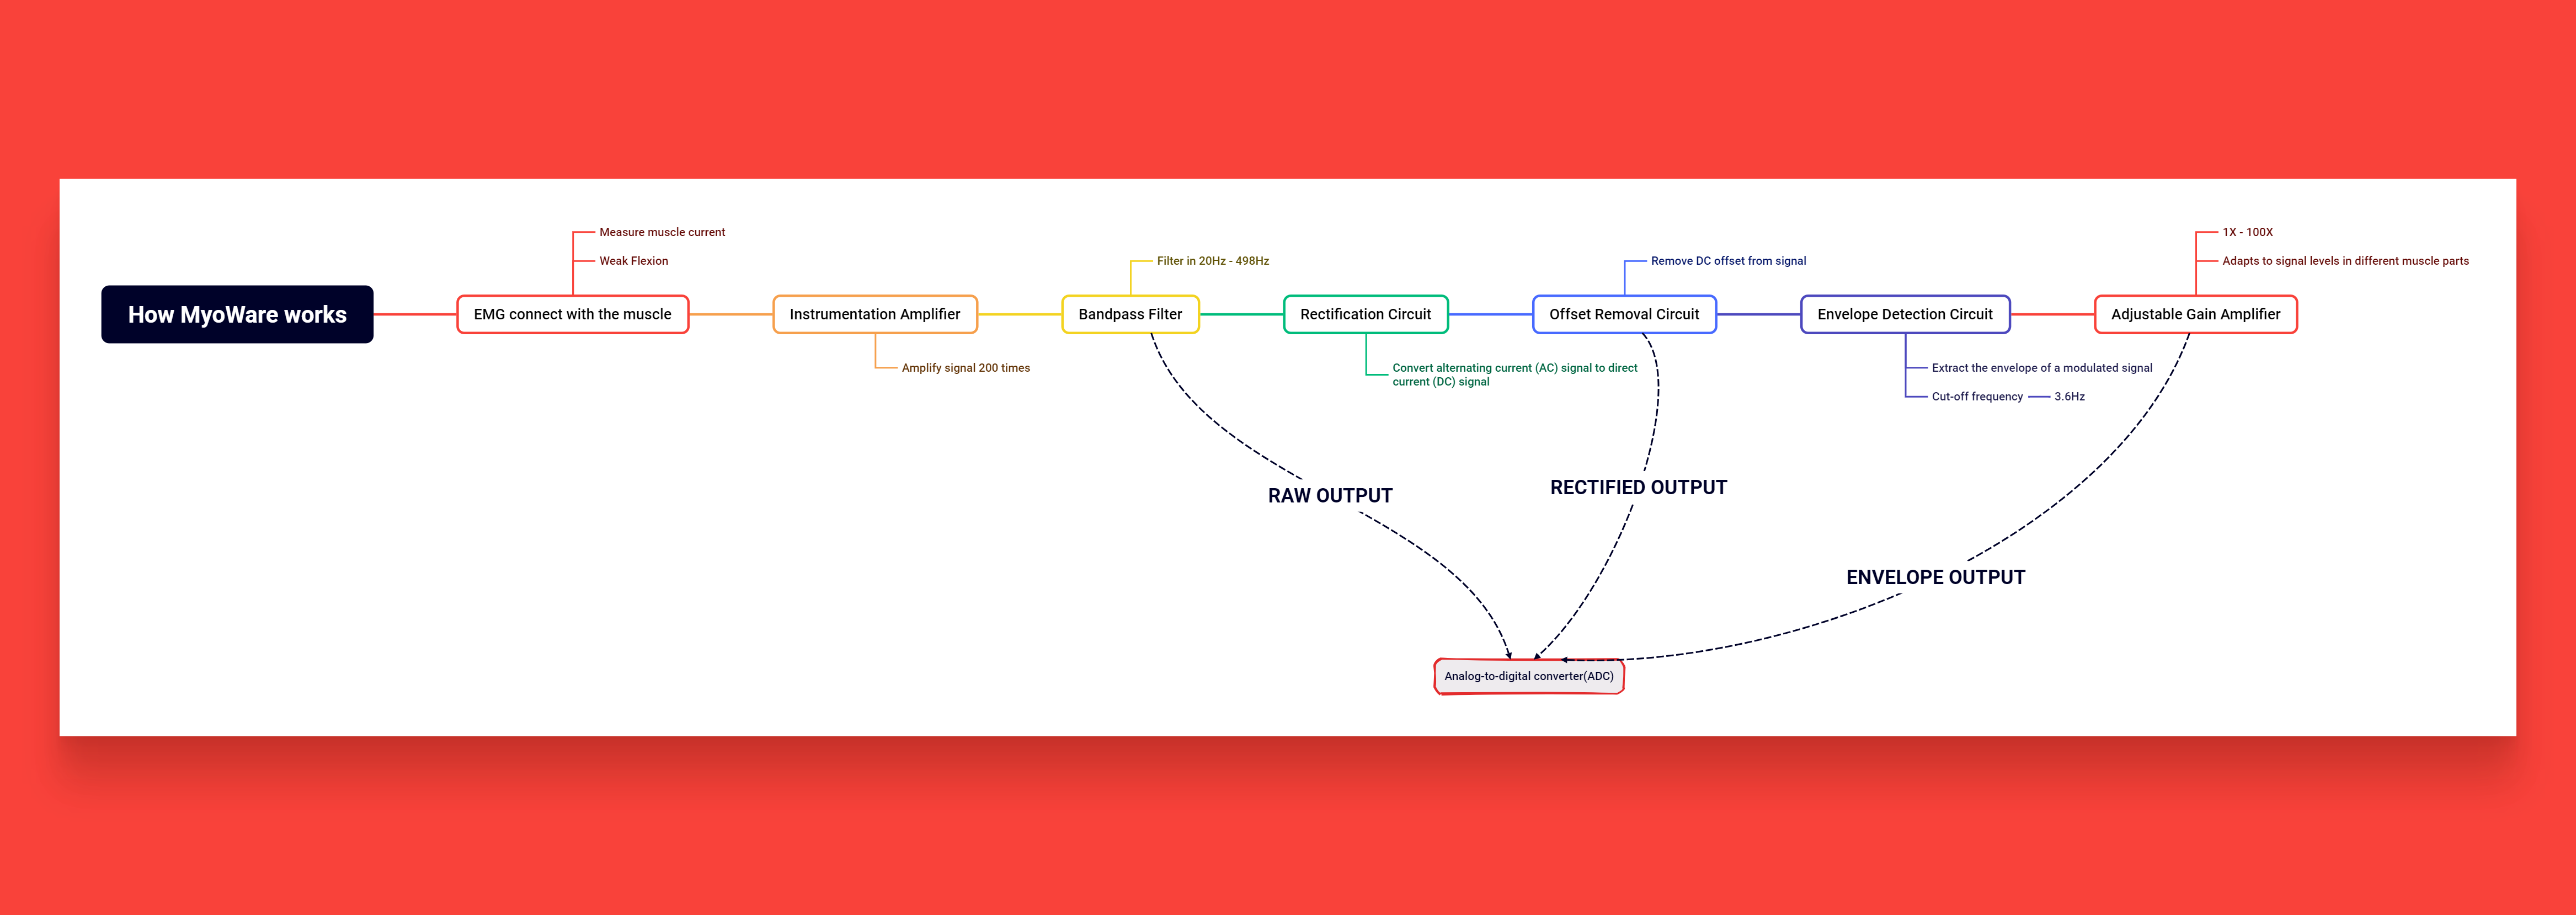 How MyoWare works
EMG connect with the muscle
Measure muscle current
Weak Flexion
Instrumentation Amplifier
Amplify signal 200 times
Bandpass Filter
Filter in 20Hz - 498Hz
Rectification Circuit
Convert alternating current (AC) signal to direct
current (DC) signal
Offset Removal Circuit
Remove DC offset from signal
Envelope Detection Circuit
Extract the envelope of a modulated signal
Cut-off frequency
3.6Hz
Adjustable Gain Amplifier
1X - 100X
Adapts to signal levels in different muscle parts
RAW OUTPUT
RECTIFIED OUTPUT
ENVELOPE OUTPUT
Analog-to-digital converter(ADC)